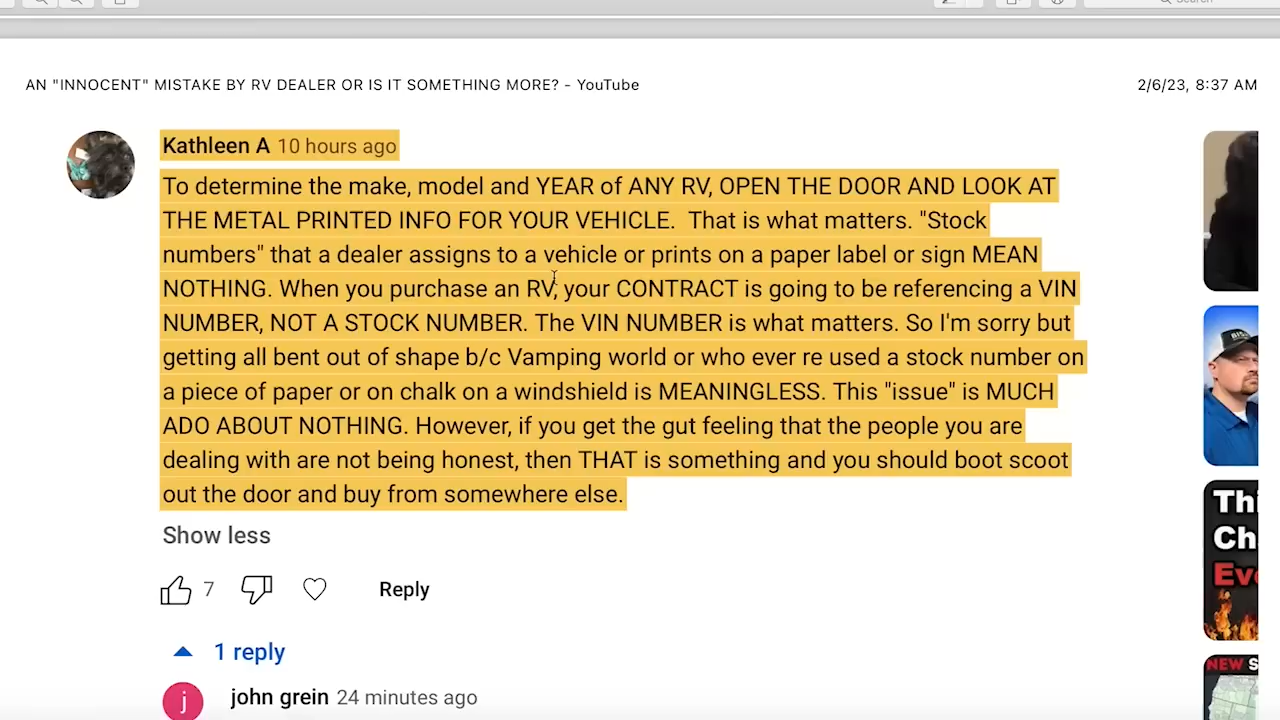 AN "INNOCENT" MISTAKE BY RV DEALER OR IS IT SOMETHING MORE? - YouTube
2/6/23, 8:37 AM
Kathleen A 10 hours ago
To determine the make, model and YEAR of ANY RV, OPEN THE DOOR AND LOOK AT
THE METAL PRINTED INFO FOR YOUR VEHICLE.  That is what matters. "Stock
numbers" that a dealer assigns to a vehicle or prints on a paper label or sign MEAN
NOTHING. When you purchase an RV, your CONTRACT is going to be referencing a VIN
NUMBER, NOT A STOCK NUMBER. The VIN NUMBER is what matters. So I'm sorry but
getting all bent out of shape b/c Vamping world or who ever re used a stock number on
a piece of paper or on chalk on a windshield is MEANINGLESS. This "issue" is MUCH
ADO ABOUT NOTHING. However, if you get the gut feeling that the people you are
dealing with are not being honest, then THAT is something and you should boot scoot
out the door and buy from somewhere else.
Show less
7
Reply
1 reply
j
john grein 24 minutes ago
NEW